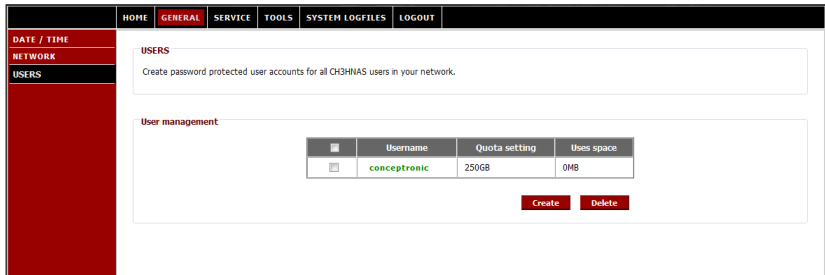 HOME GENERAL SERVICE TOOLS SYSTEM LOGFILES LOGOUT
DATE / TIME
NETWORK
USERS
USERS
Create password protected user accounts for all CH3HNAS users in your network.
User management
Username Quota setting Uses space
conceptronic 250GB 0MB
Create Delete